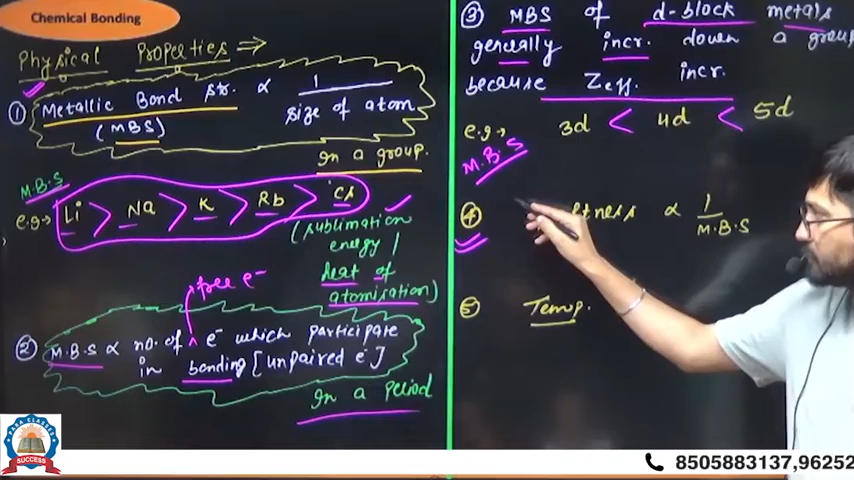 Chemical Bonding
Physical Properties ⇒
① Metallic Bond str. ∝ 1 / size of atom
(MBS)
In a group.
M.B.S
e.g → Li > Na > K > Rb > Cs
(sublimation
energy /
Heat of
atomisation)
free e⁻
② M.B.S ∝ no. of e⁻ which participate
in bonding [unpaired e⁻]
In a period
③ MBS of d-block metals
generally incr. down a group
because Zeff. incr.
e.g → 3d < 4d < 5d
M.B.S
④ ftness ∝ 1 / M.B.S
⑤ Temp.
PARA CLASSES
SUCCESS
8505883137,96252